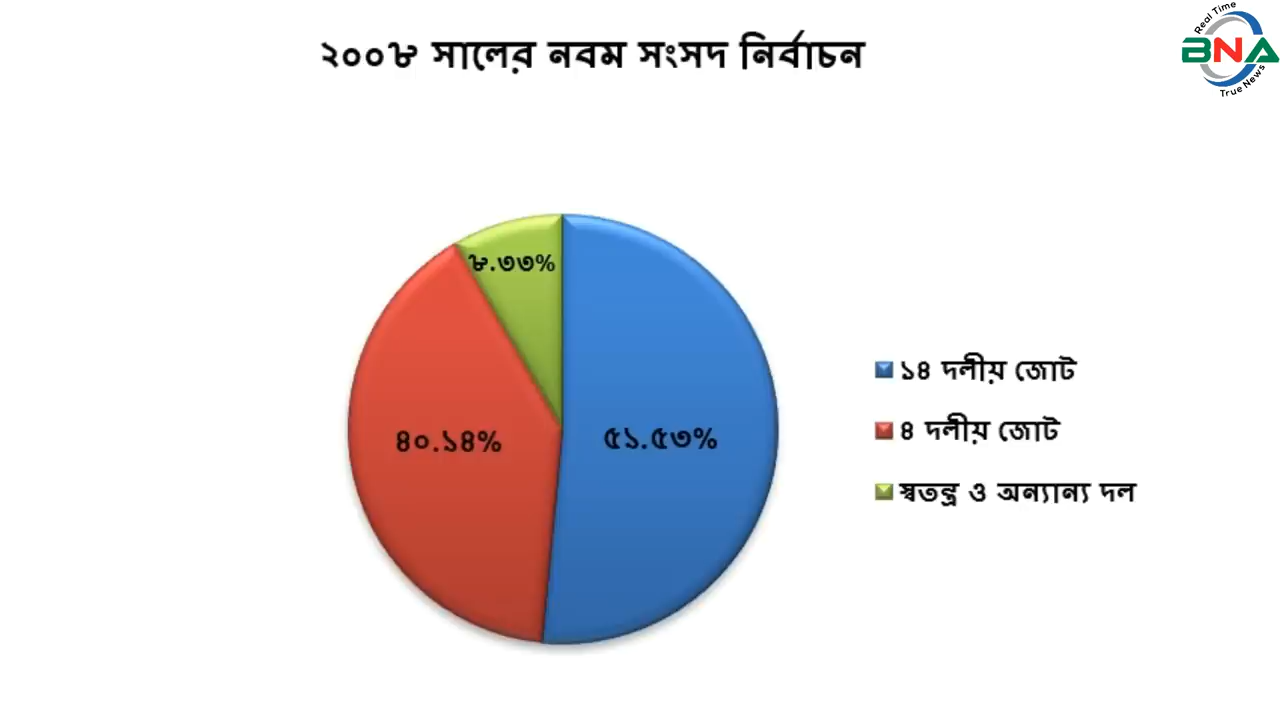 ২০০৮ সালের নবম সংসদ নির্বাচন
Real Time
BNA
True News
৮.৩৩%
৪০.১৪%
৫১.৫৩%
১৪ দলীয় জোট
৪ দলীয় জোট
স্বতন্ত্র ও অন্যান্য দল